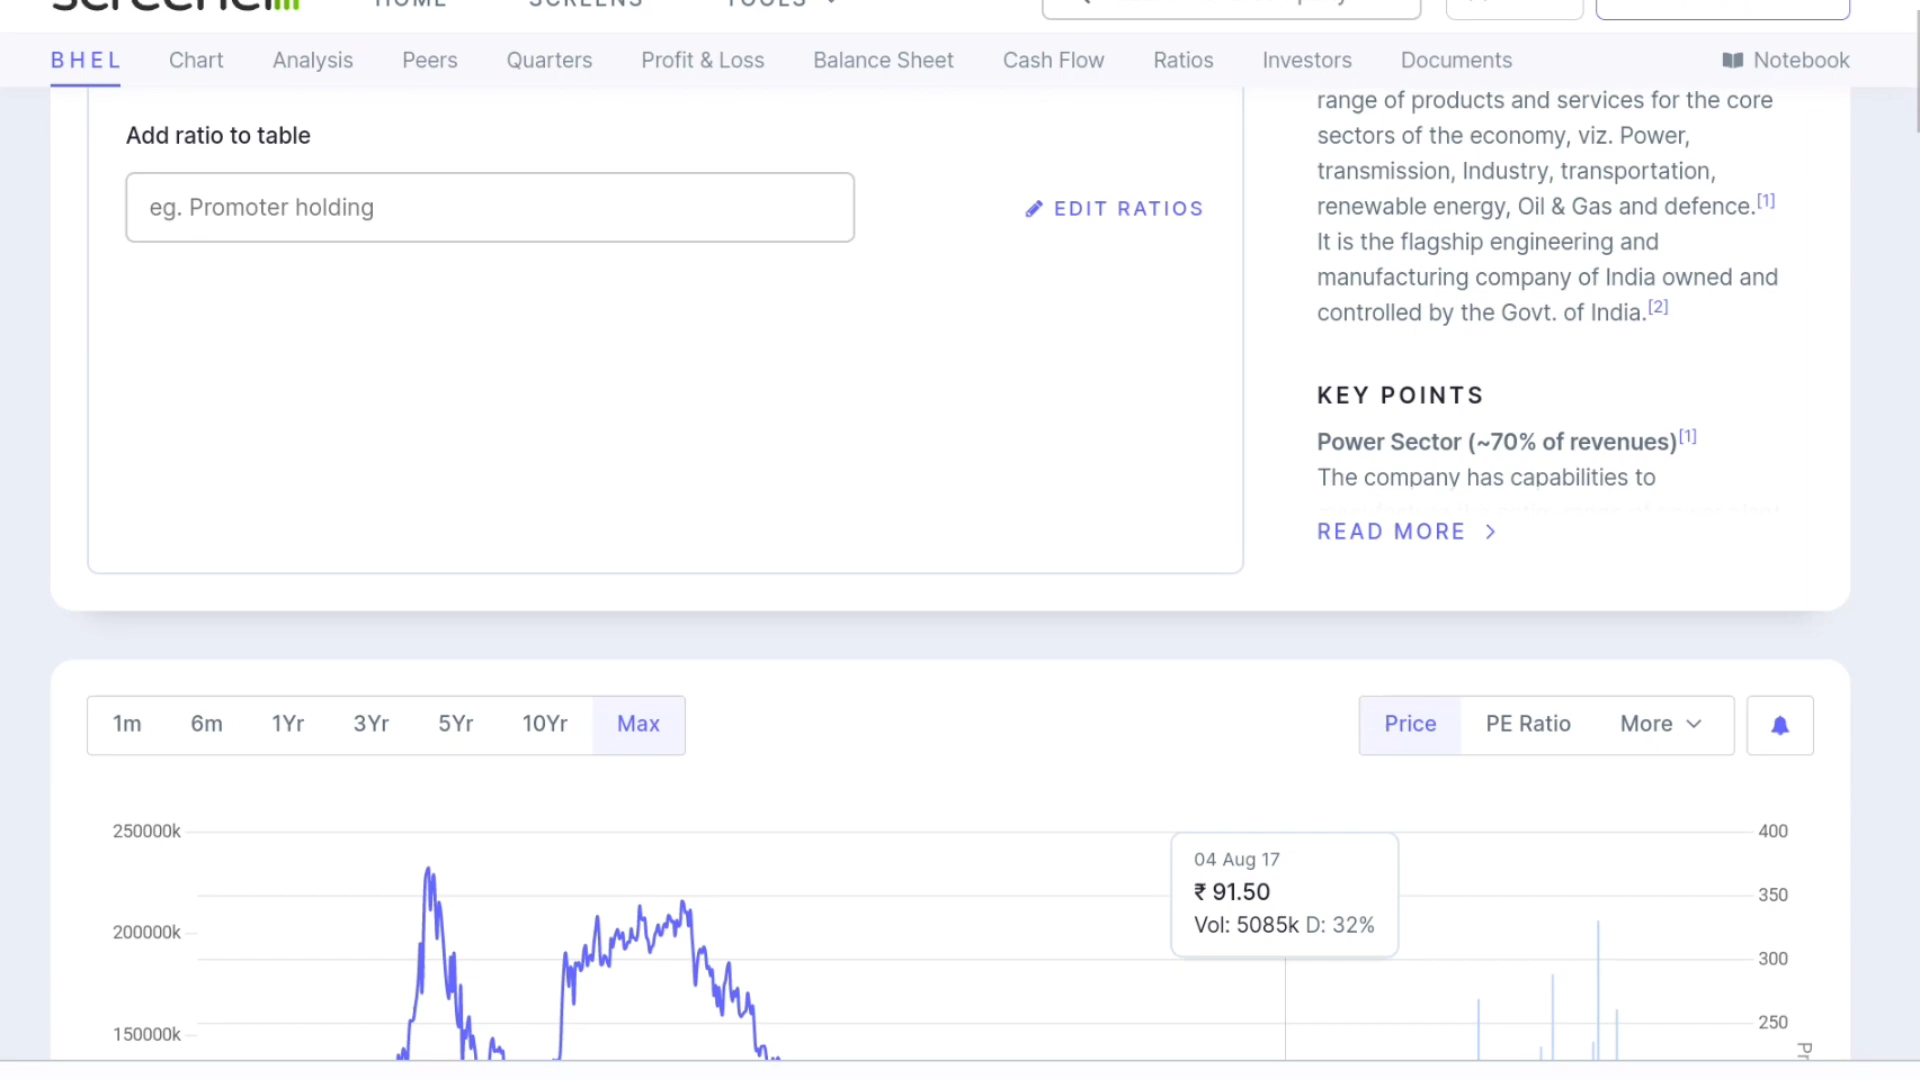 screener
HOME SCREENS TOOLS
BHEL Chart Analysis Peers Quarters Profit & Loss Balance Sheet Cash Flow Ratios Investors Documents Notebook
Add ratio to table
eg. Promoter holding
EDIT RATIOS
range of products and services for the core
sectors of the economy, viz. Power,
transmission, Industry, transportation,
renewable energy, Oil & Gas and defence.[1]
It is the flagship engineering and
manufacturing company of India owned and
controlled by the Govt. of India.[2]
KEY POINTS
Power Sector (~70% of revenues)[1]
The company has capabilities to
READ MORE
1m 6m 1Yr 3Yr 5Yr 10Yr Max
Price PE Ratio More
250000k
200000k
150000k
04 Aug 17
₹ 91.50
Vol: 5085k D: 32%
400
350
300
250
Pr